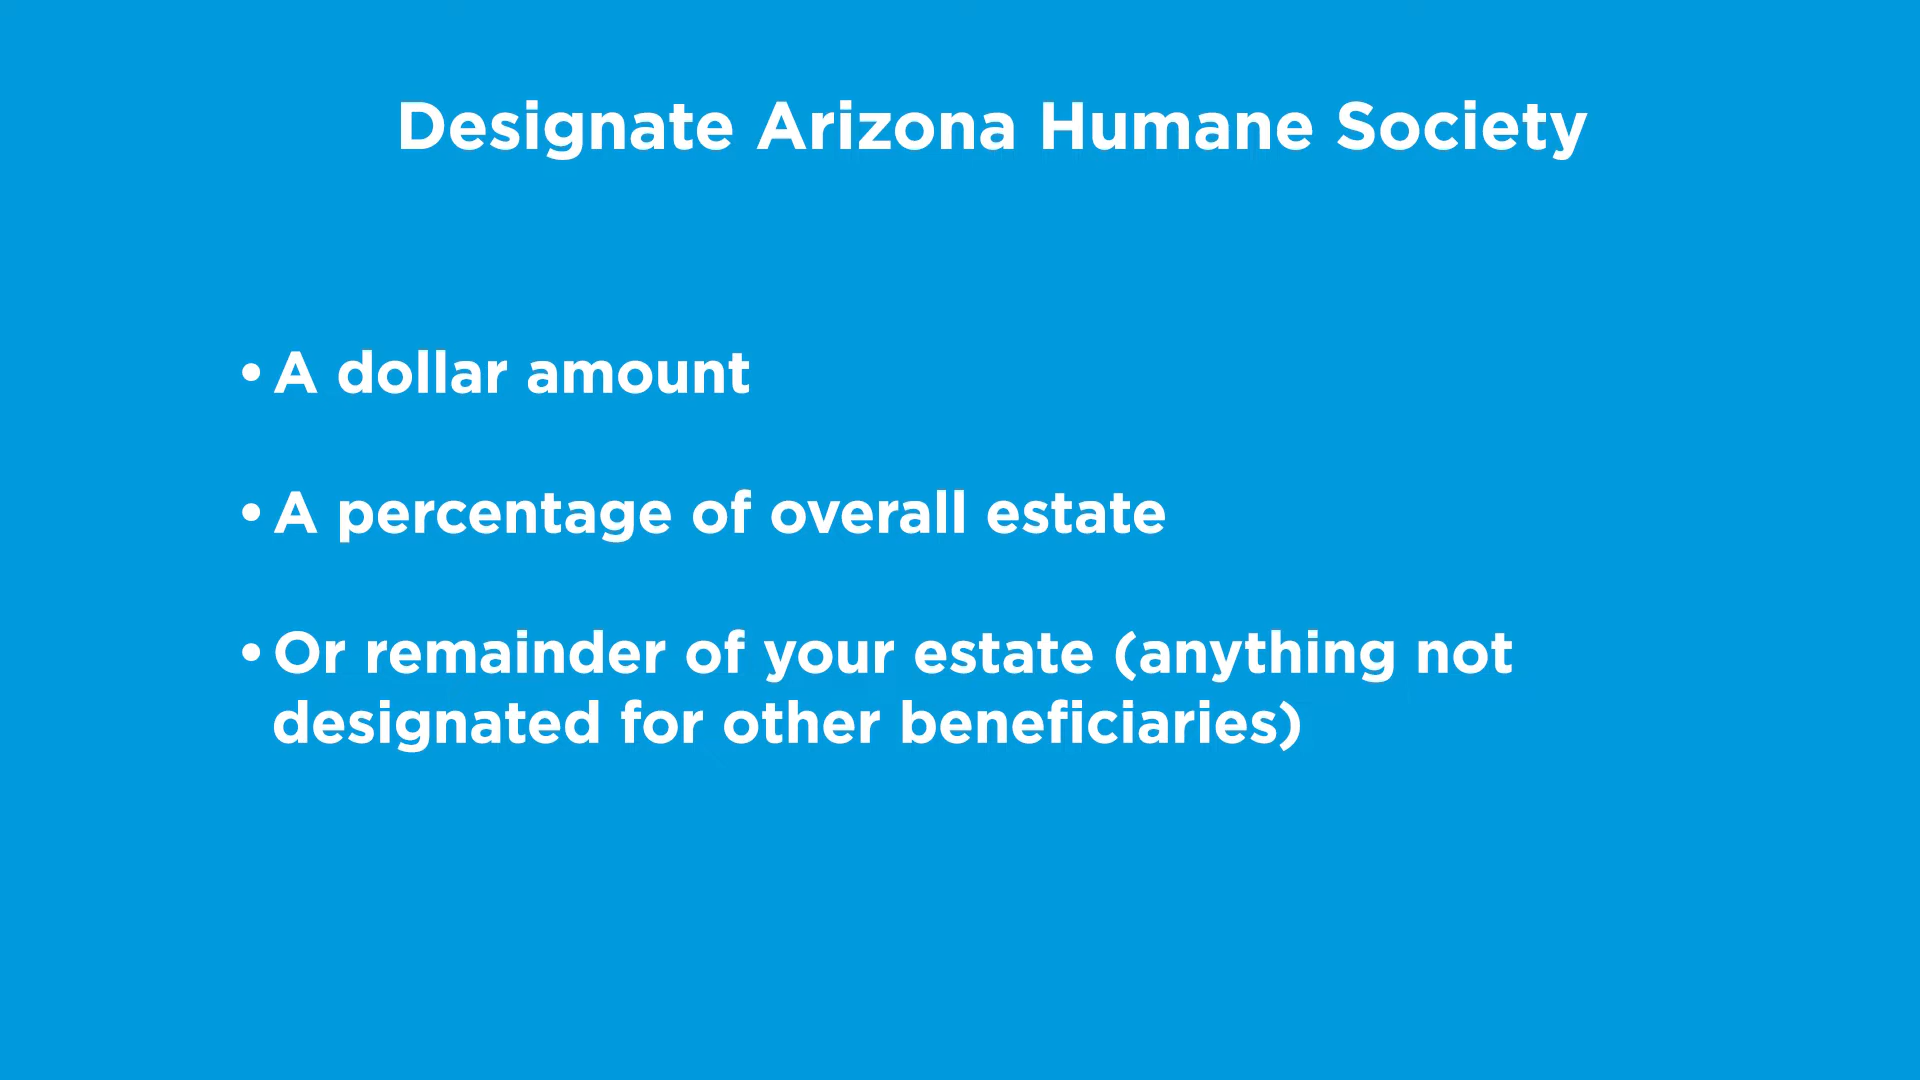 Designate Arizona Humane Society
• A dollar amount
• A percentage of overall estate
• Or remainder of your estate (anything not
designated for other beneficiaries)